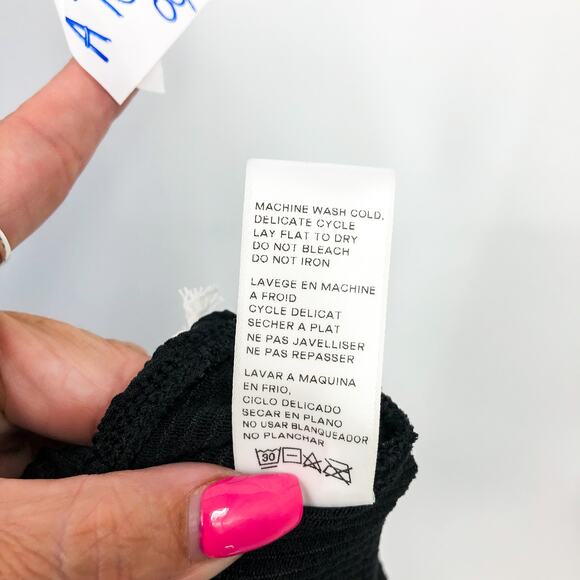 MACHINE WASH COLD,
DELICATE CYCLE
LAY FLAT TO DRY
DO NOT BLEACH
DO NOT IRON
LAVEGE EN MACHINE
A FROID
CYCLE DELICAT
SECHER A PLAT
NE PAS JAVELLISER
NE PAS REPASSER
LAVAR A MAQUINA
EN FRIO,
CICLO DELICADO
SECAR EN PLANO
NO USAR BLANQUEADOR
NO PLANCHAR
30